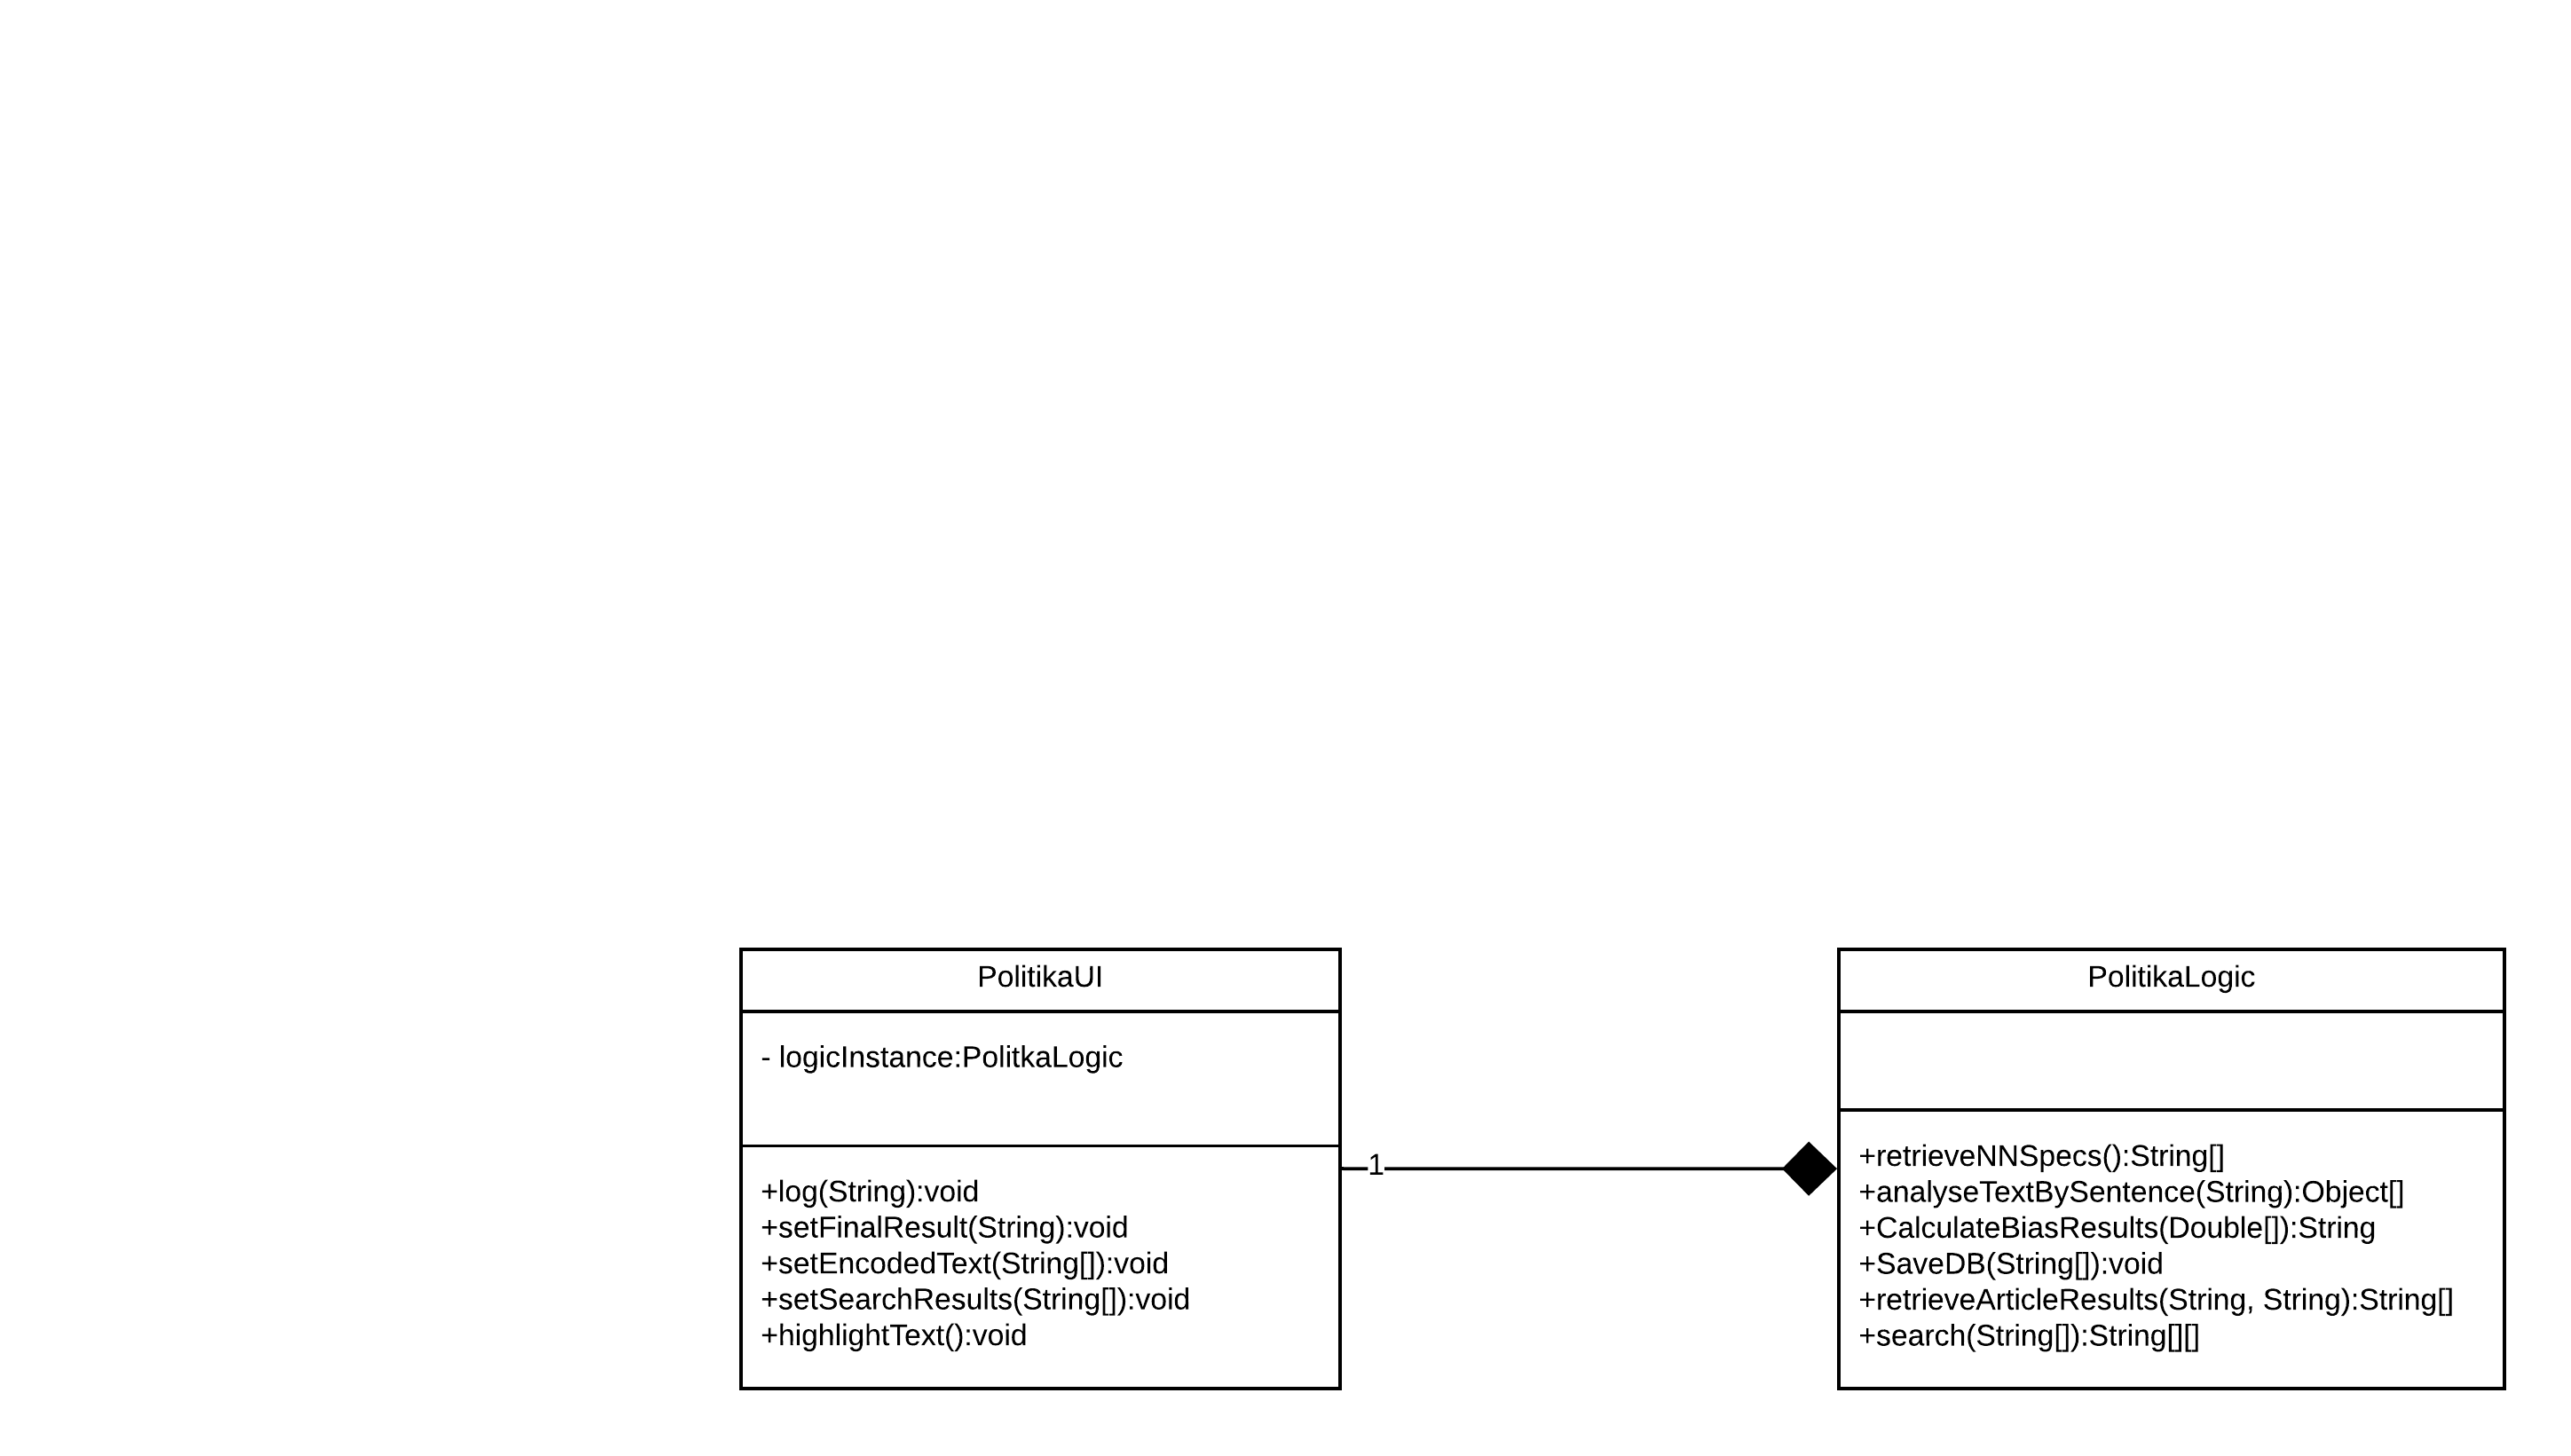 PolitikaUI
- logicInstance:PolitkaLogic
+log(String):void
+setFinalResult(String):void
+setEncodedText(String[]):void
+setSearchResults(String[]):void
+highlightText():void
1
PolitikaLogic
+retrieveNNSpecs():String[]
+analyseTextBySentence(String):Object[]
+CalculateBiasResults(Double[]):String
+SaveDB(String[]):void
+retrieveArticleResults(String, String):String[]
+search(String[]):String[][]